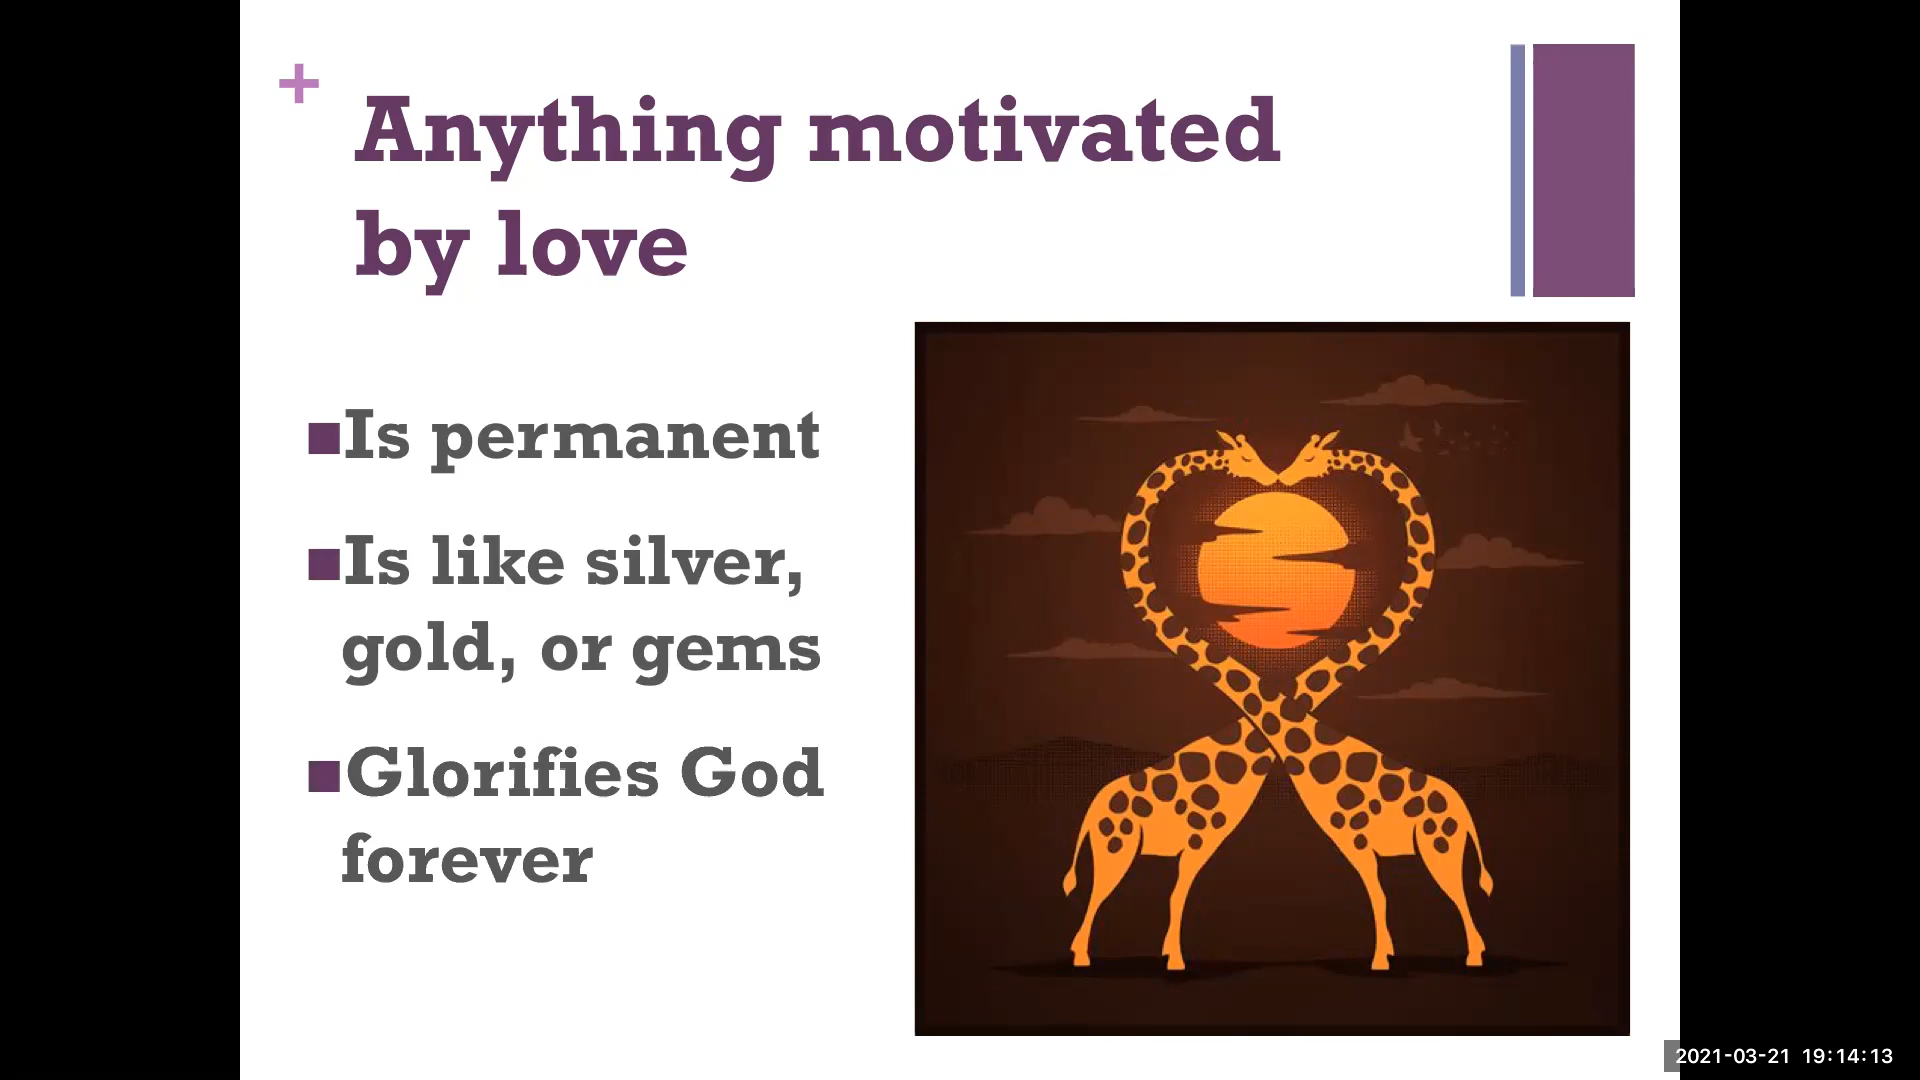 +
Anything motivated
by love
■Is permanent
■Is like silver,
gold, or gems
■Glorifies God
forever
2021-03-21 19:14:13